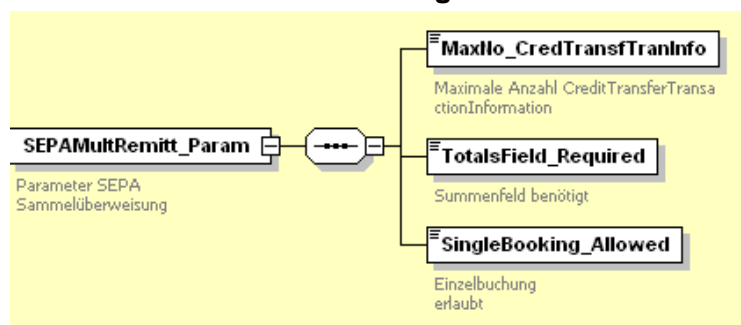 MaxNo_CredTransfTranInfo
Maximale Anzahl CreditTransferTransa
ctionInformation
SEPAMultRemitt_Param
Parameter SEPA
Sammelüberweisung
TotalsField_Required
Summenfeld benötigt
SingleBooking_Allowed
Einzelbuchung
erlaubt